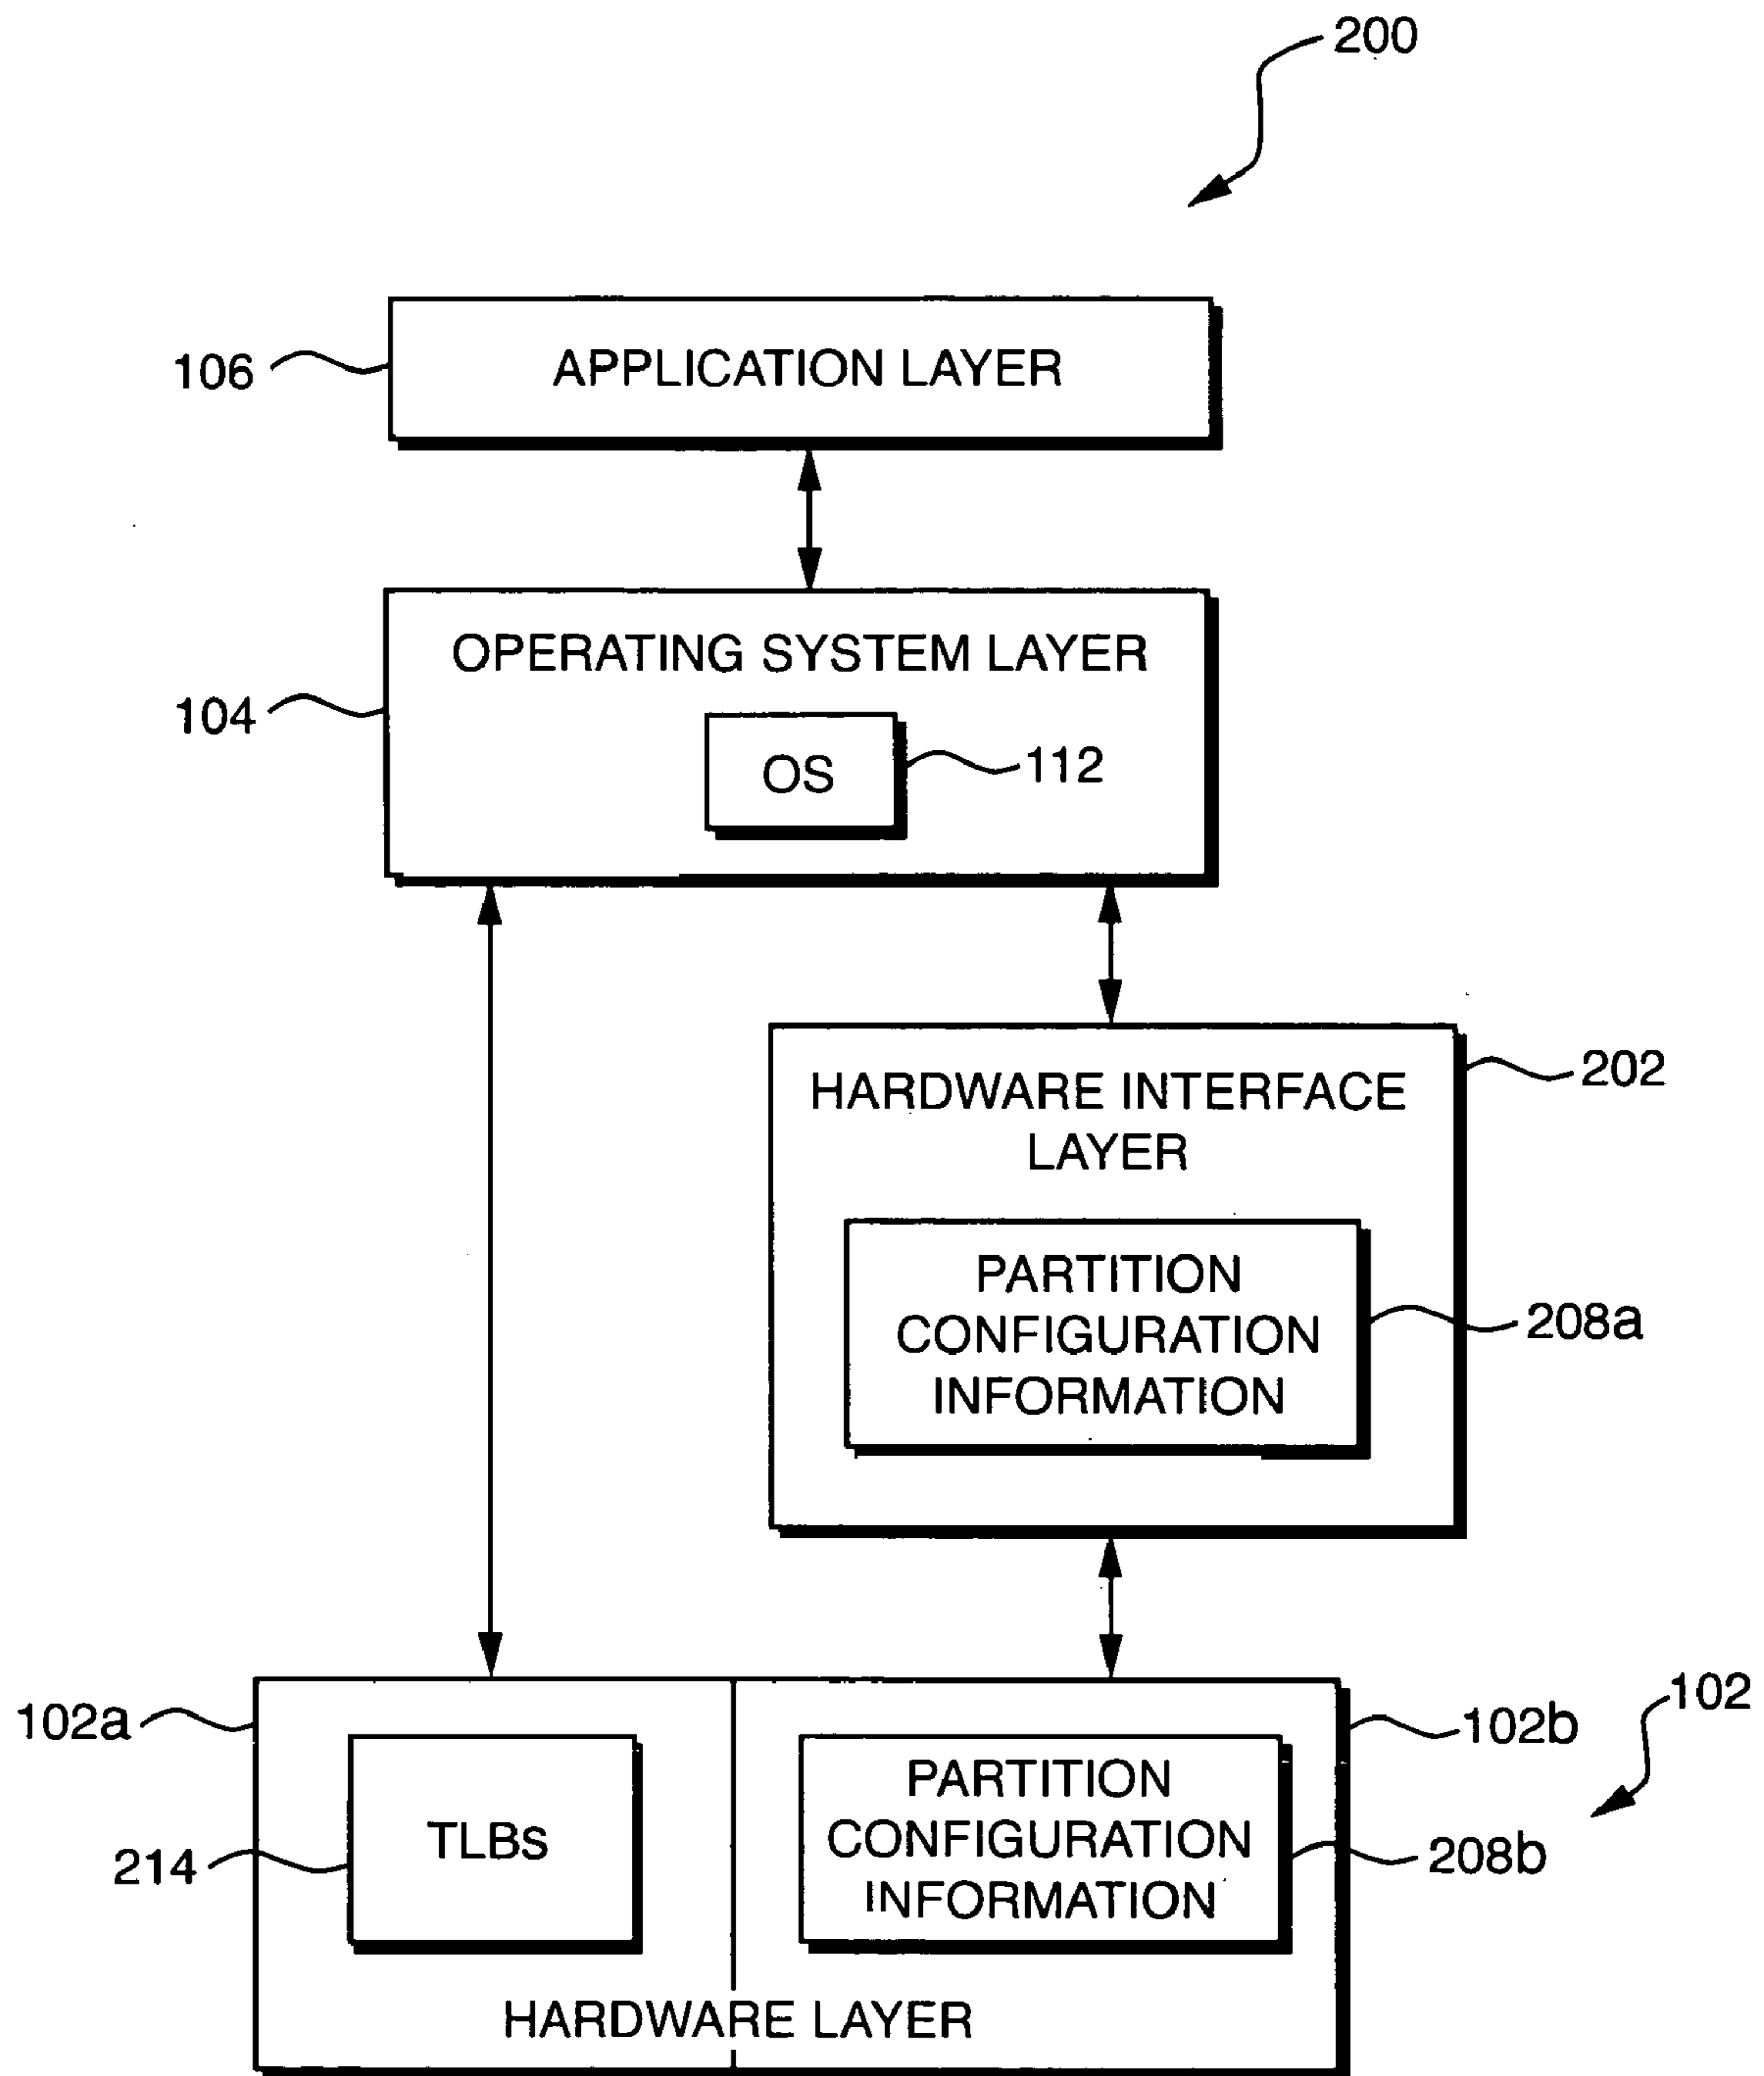 200
106
APPLICATION LAYER
OPERATING SYSTEM LAYER
104
OS
112
202
HARDWARE INTERFACE
LAYER
PARTITION
CONFIGURATION
INFORMATION
208a
102a
102b
102
TLBs
214
PARTITION
CONFIGURATION
INFORMATION
208b
HARDWARE LAYER